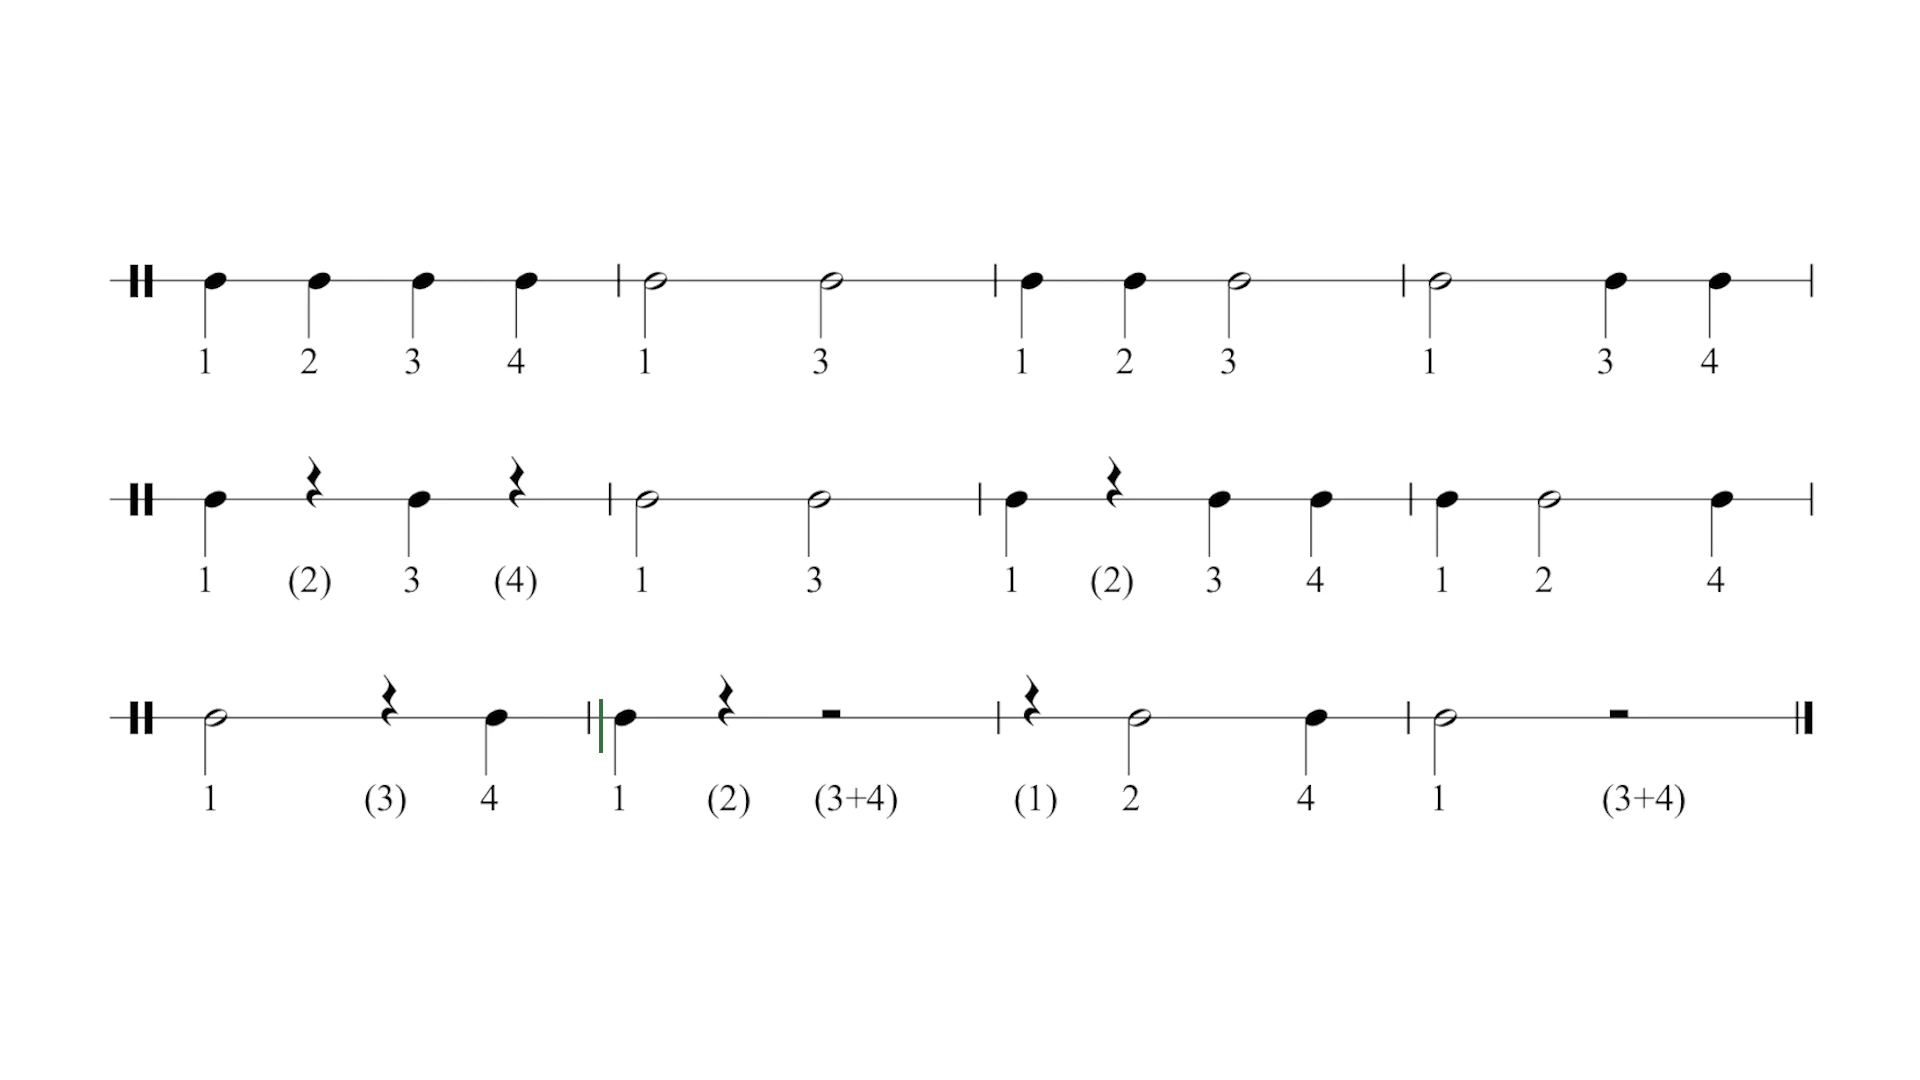 1 2 3 4 1 3 1 2 3 1 3 4
1 (2) 3 (4) 1 3 1 (2) 3 4 1 2 4
1 (3) 4 1 (2) (3+4) (1) 2 4 1 (3+4)